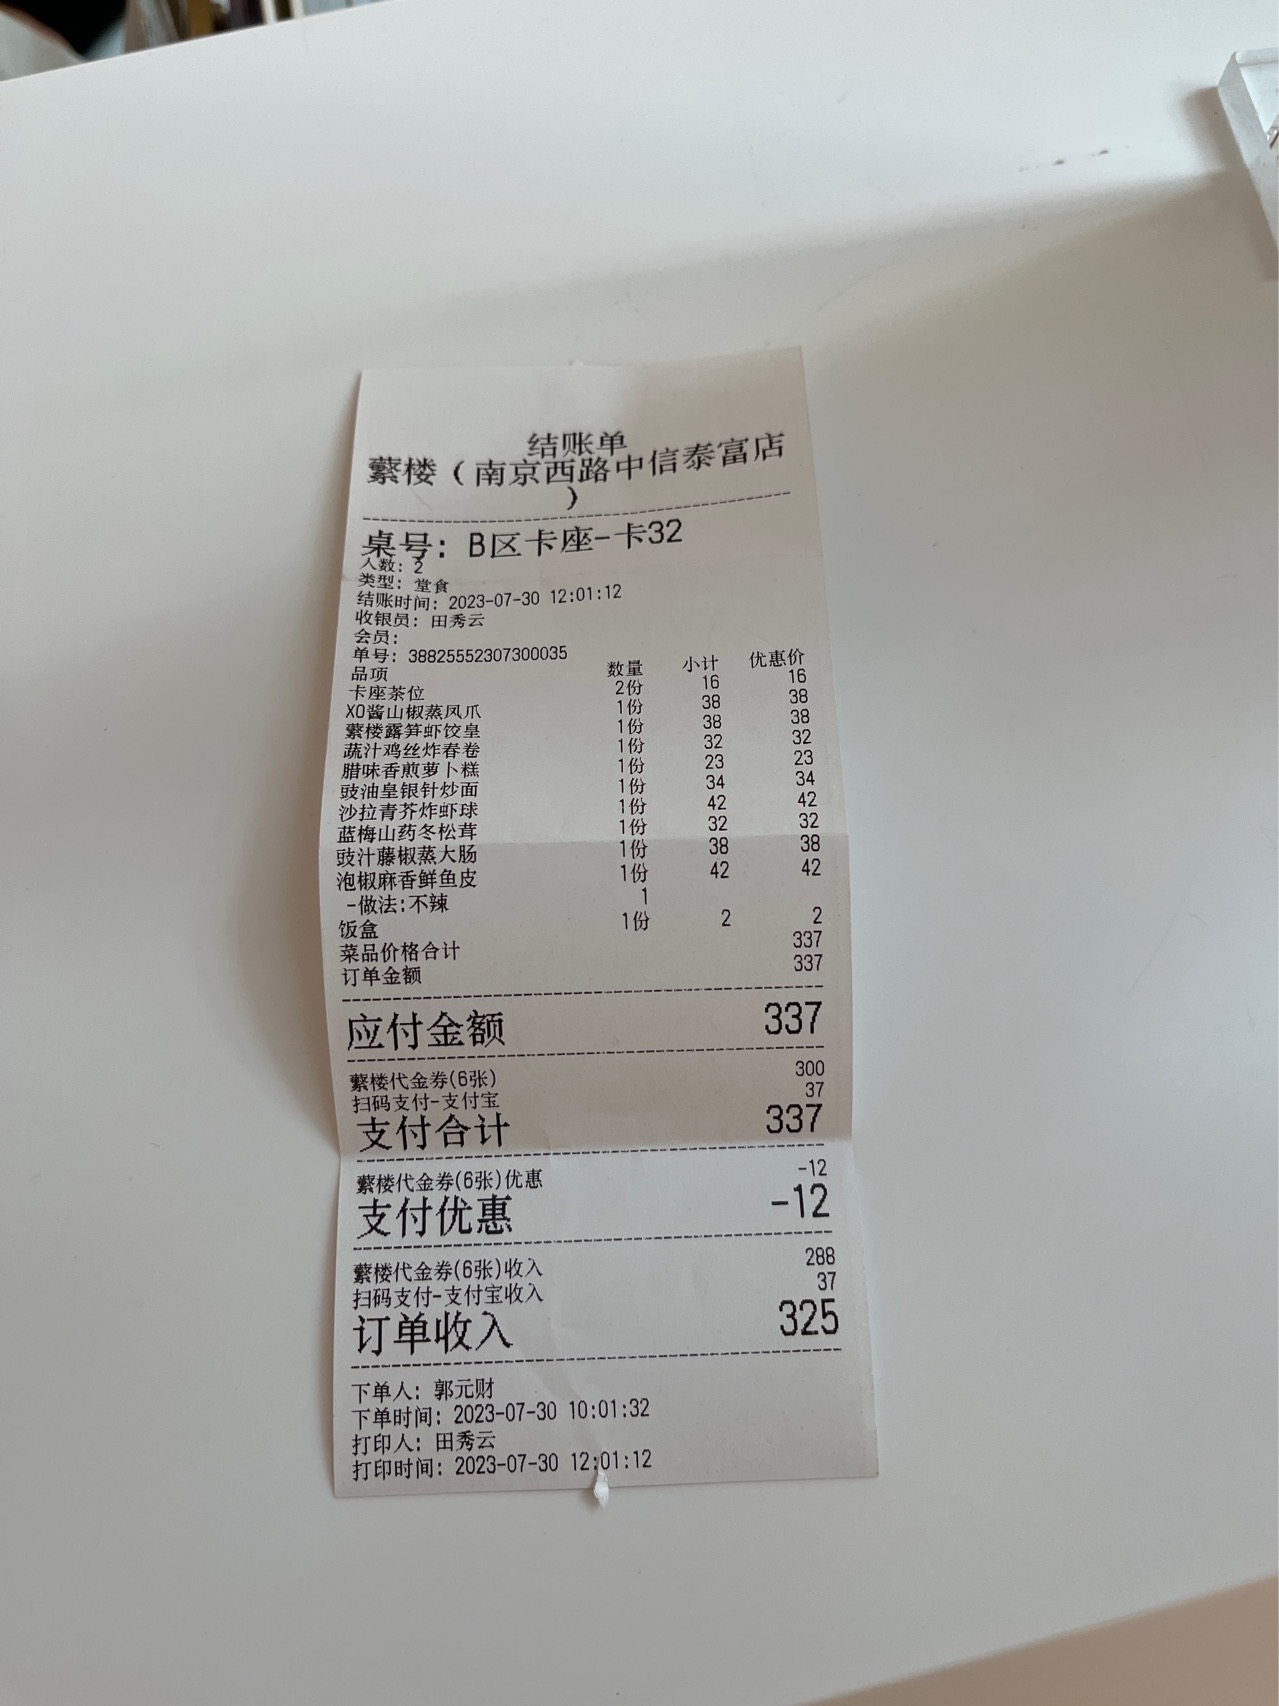 结账单
蘩楼（南京西路中信泰富店
）
桌号：B区卡座-卡32
人数：2
类型：堂食
结账时间：2023-07-30 12:01:12
收银员：田秀云
会员：
单号：38825552307300035
品项 数量 小计 优惠价
卡座茶位 2份 16 16
XO酱山椒蒸凤爪 1份 38 38
蘩楼露笋虾饺皇 1份 38 38
蔬汁鸡丝炸春卷 1份 32 32
腊味香煎萝卜糕 1份 23 23
豉油皇银针炒面 1份 34 34
沙拉青芥炸虾球 1份 42 42
蓝梅山药冬松茸 1份 32 32
豉汁藤椒蒸大肠 1份 38 38
泡椒麻香鲜鱼皮 1份 42 42
-做法:不辣 1
饭盒 1份 2 2
菜品价格合计 337
订单金额 337
应付金额 337
蘩楼代金券(6张) 300
扫码支付-支付宝 37
支付合计 337
蘩楼代金券(6张)优惠 -12
支付优惠 -12
蘩楼代金券(6张)收入 288
扫码支付-支付宝收入 37
订单收入 325
下单人：郭元财
下单时间：2023-07-30 10:01:32
打印人：田秀云
打印时间：2023-07-30 12:01:12